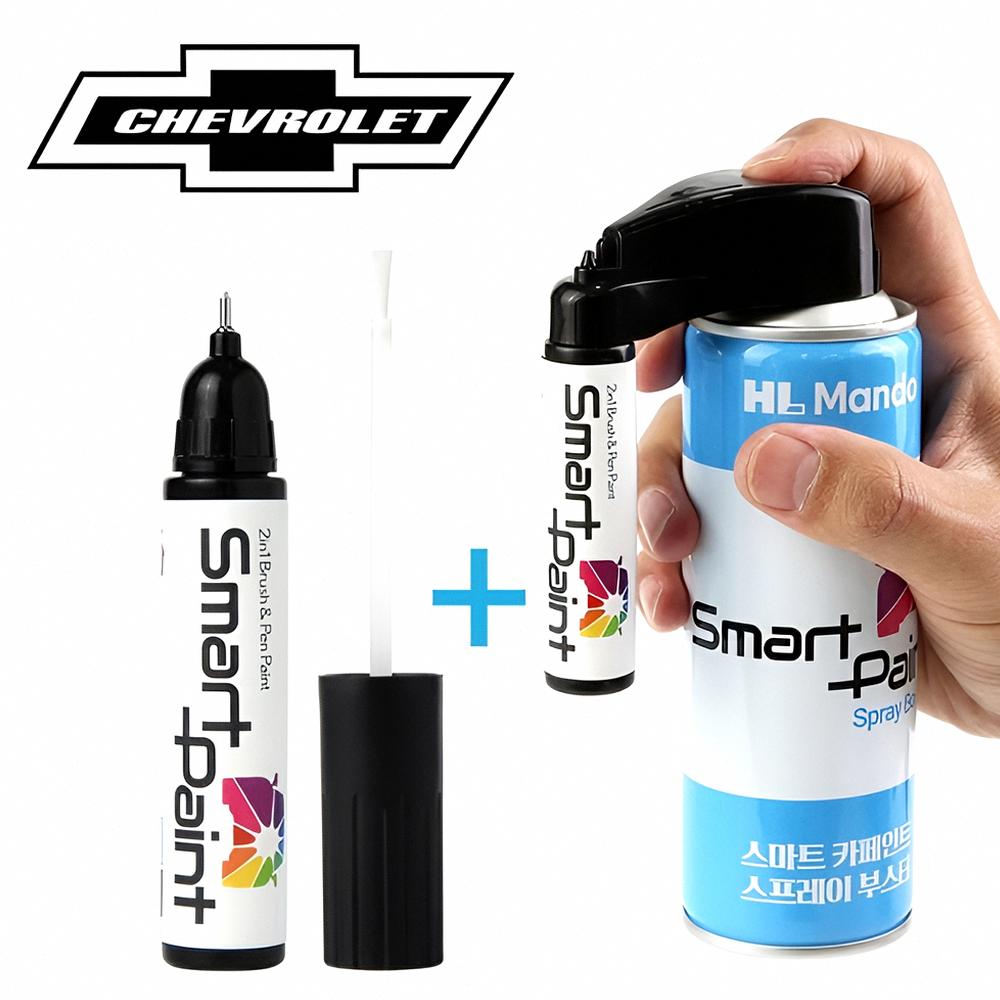 CHEVROLET
2in1 Brush & Pen Paint
Smart Paint
2in1 Brush & Pen Paint
Smart Paint
HL Mando
Smart
Pai
Spray
스마트 카페인트
스프레이 부스터